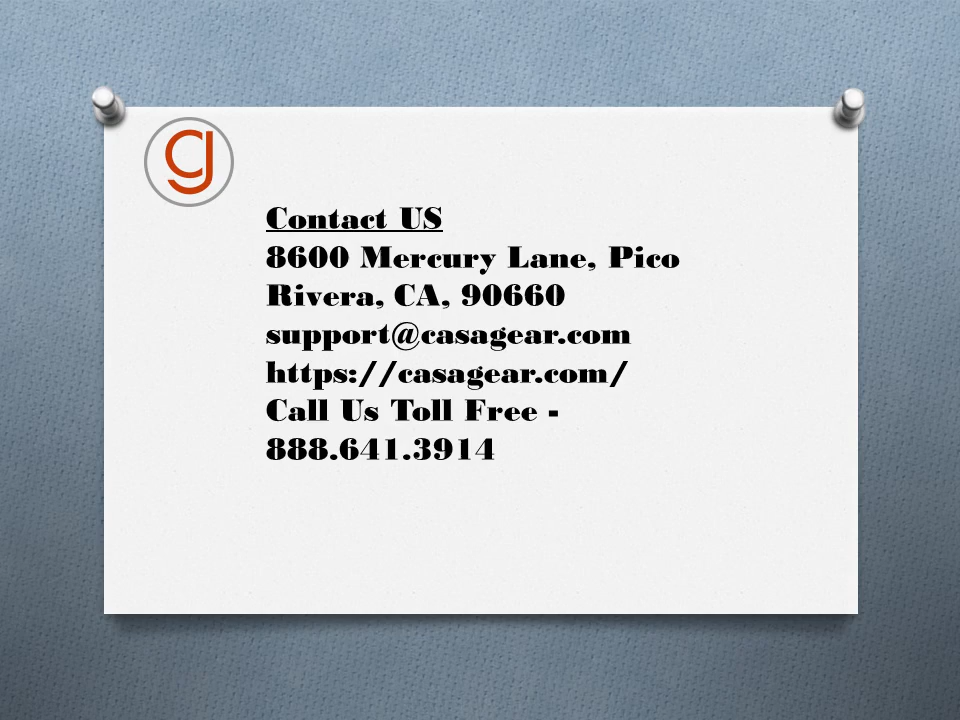 g
Contact US
8600 Mercury Lane, Pico
Rivera, CA, 90660
support@casagear.com
https://casagear.com/
Call Us Toll Free -
888.641.3914